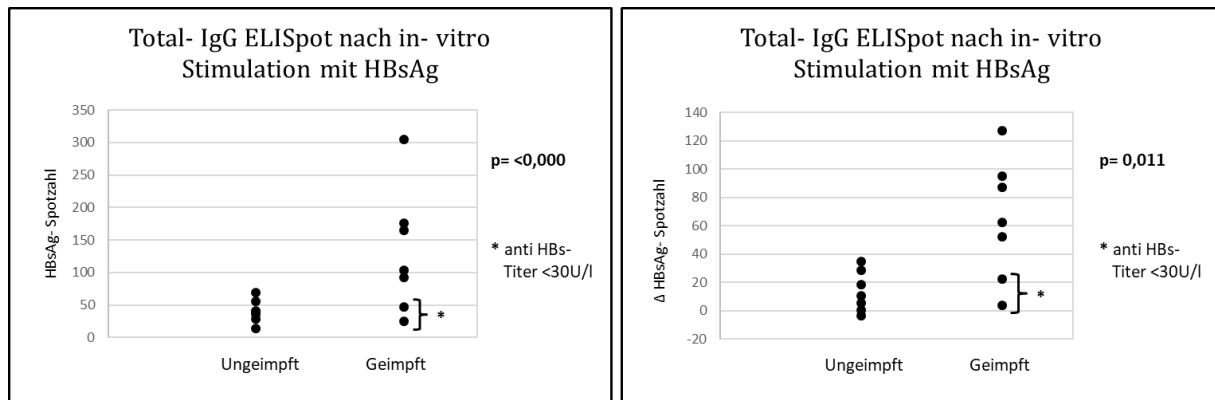 Total- IgG ELISpot nach in- vitro
Stimulation mit HBsAg
350
300
250
200
150
100
50
0
HBsAg- Spotzahl
Ungeimpft
Geimpft
p= <0,000
* anti HBs-
Titer <30U/l
*
Total- IgG ELISpot nach in- vitro
Stimulation mit HBsAg
140
120
100
80
60
40
20
0
-20
Δ HBsAg- Spotzahl
Ungeimpft
Geimpft
p= 0,011
* anti HBs-
Titer <30U/l
*